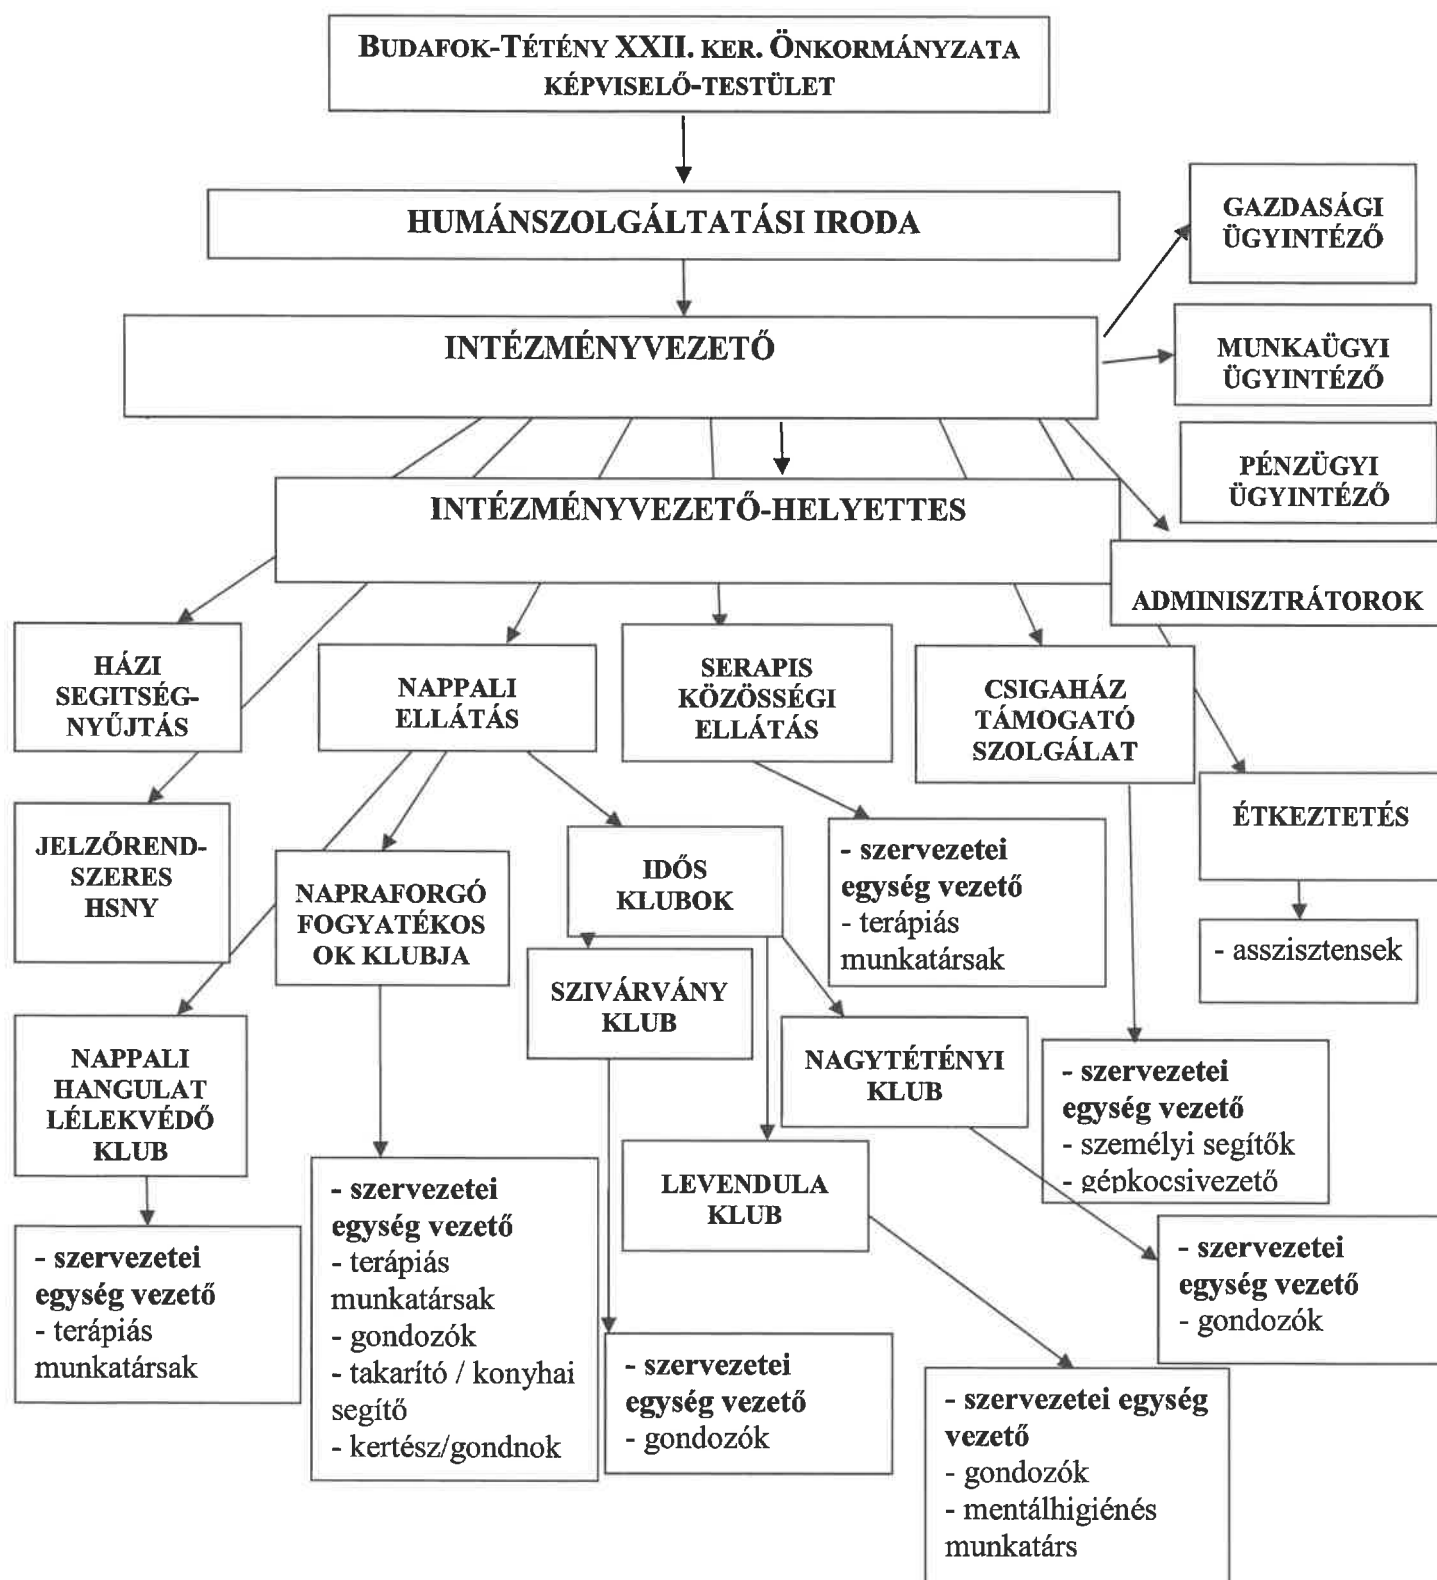 BUDAFOK-TÉTÉNY XXII. KER. ÖNKORMÁNYZATA
KÉPVISELŐ-TESTÜLET
HUMÁNSZOLGÁLTATÁSI IRODA
GAZDASÁGI
ÜGYINTÉZŐ
INTÉZMÉNYVEZETŐ
MUNKAÜGYI
ÜGYINTÉZŐ
PÉNZÜGYI
ÜGYINTÉZŐ
INTÉZMÉNYVEZETŐ-HELYETTES
ADMINISZTRÁTOROK
HÁZI
SEGITSÉG-
NYŰJTÁS
NAPPALI
ELLÁTÁS
SERAPIS
KÖZÖSSÉGI
ELLÁTÁS
CSIGAHÁZ
TÁMOGATÓ
SZOLGÁLAT
ÉTKEZTETÉS
JELZŐREND-
SZERES
HSNY
NAPRAFORGÓ
FOGYATÉKOS
OK KLUBJA
IDŐS
KLUBOK
- szervezetei
egység vezető
- terápiás
munkatársak
- asszisztensek
SZIVÁRVÁNY
KLUB
NAPPALI
HANGULAT
LÉLEKVÉDŐ
KLUB
NAGYTÉTÉNYI
KLUB
- szervezetei
egység vezető
- személyi segítők
- gépkocsivezető
LEVENDULA
KLUB
- szervezetei
egység vezető
- terápiás
munkatársak
- szervezetei
egység vezető
- terápiás
munkatársak
- gondozók
- takarító / konyhai
segítő
- kertész/gondnok
- szervezetei
egység vezető
- gondozók
- szervezetei
egység vezető
- gondozók
- szervezetei egység
vezető
- gondozók
- mentálhigiénés
munkatárs